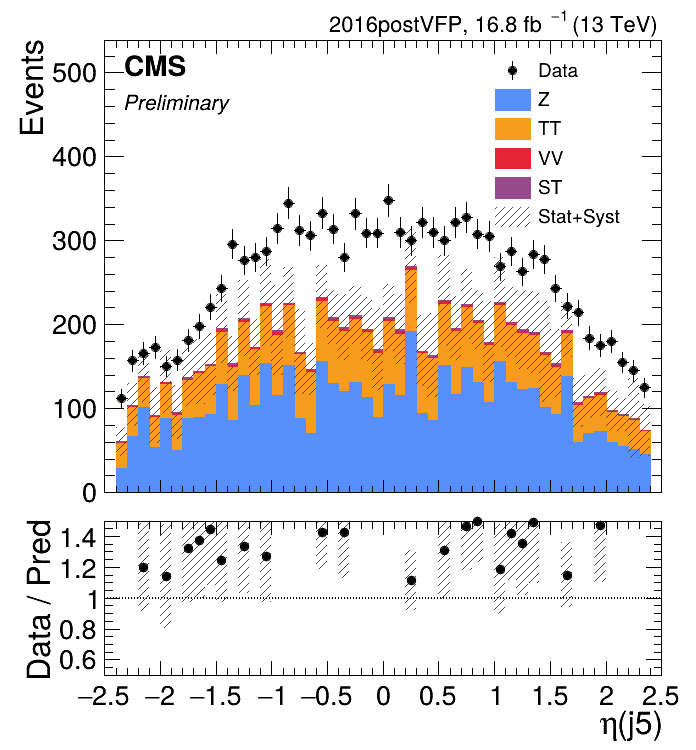 2016postVFP, 16.8 fb⁻¹ (13 TeV)
CMS
Preliminary
Data
Z
TT
VV
ST
Stat+Syst
Events
500
400
300
200
100
0
Data / Pred
1.4
1.2
1
0.8
0.6
−2.5 −2 −1.5 −1 −0.5 0 0.5 1 1.5 2 2.5
η(j5)